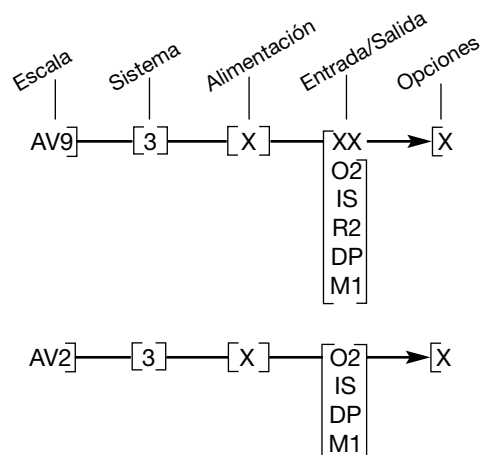 Escala Sistema Alimentación Entrada/Salida Opciones
AV9] [3] [X] [XX [X
O2
IS
R2
DP
M1]
AV2] [3] [X] [O2 [X
IS
DP
M1